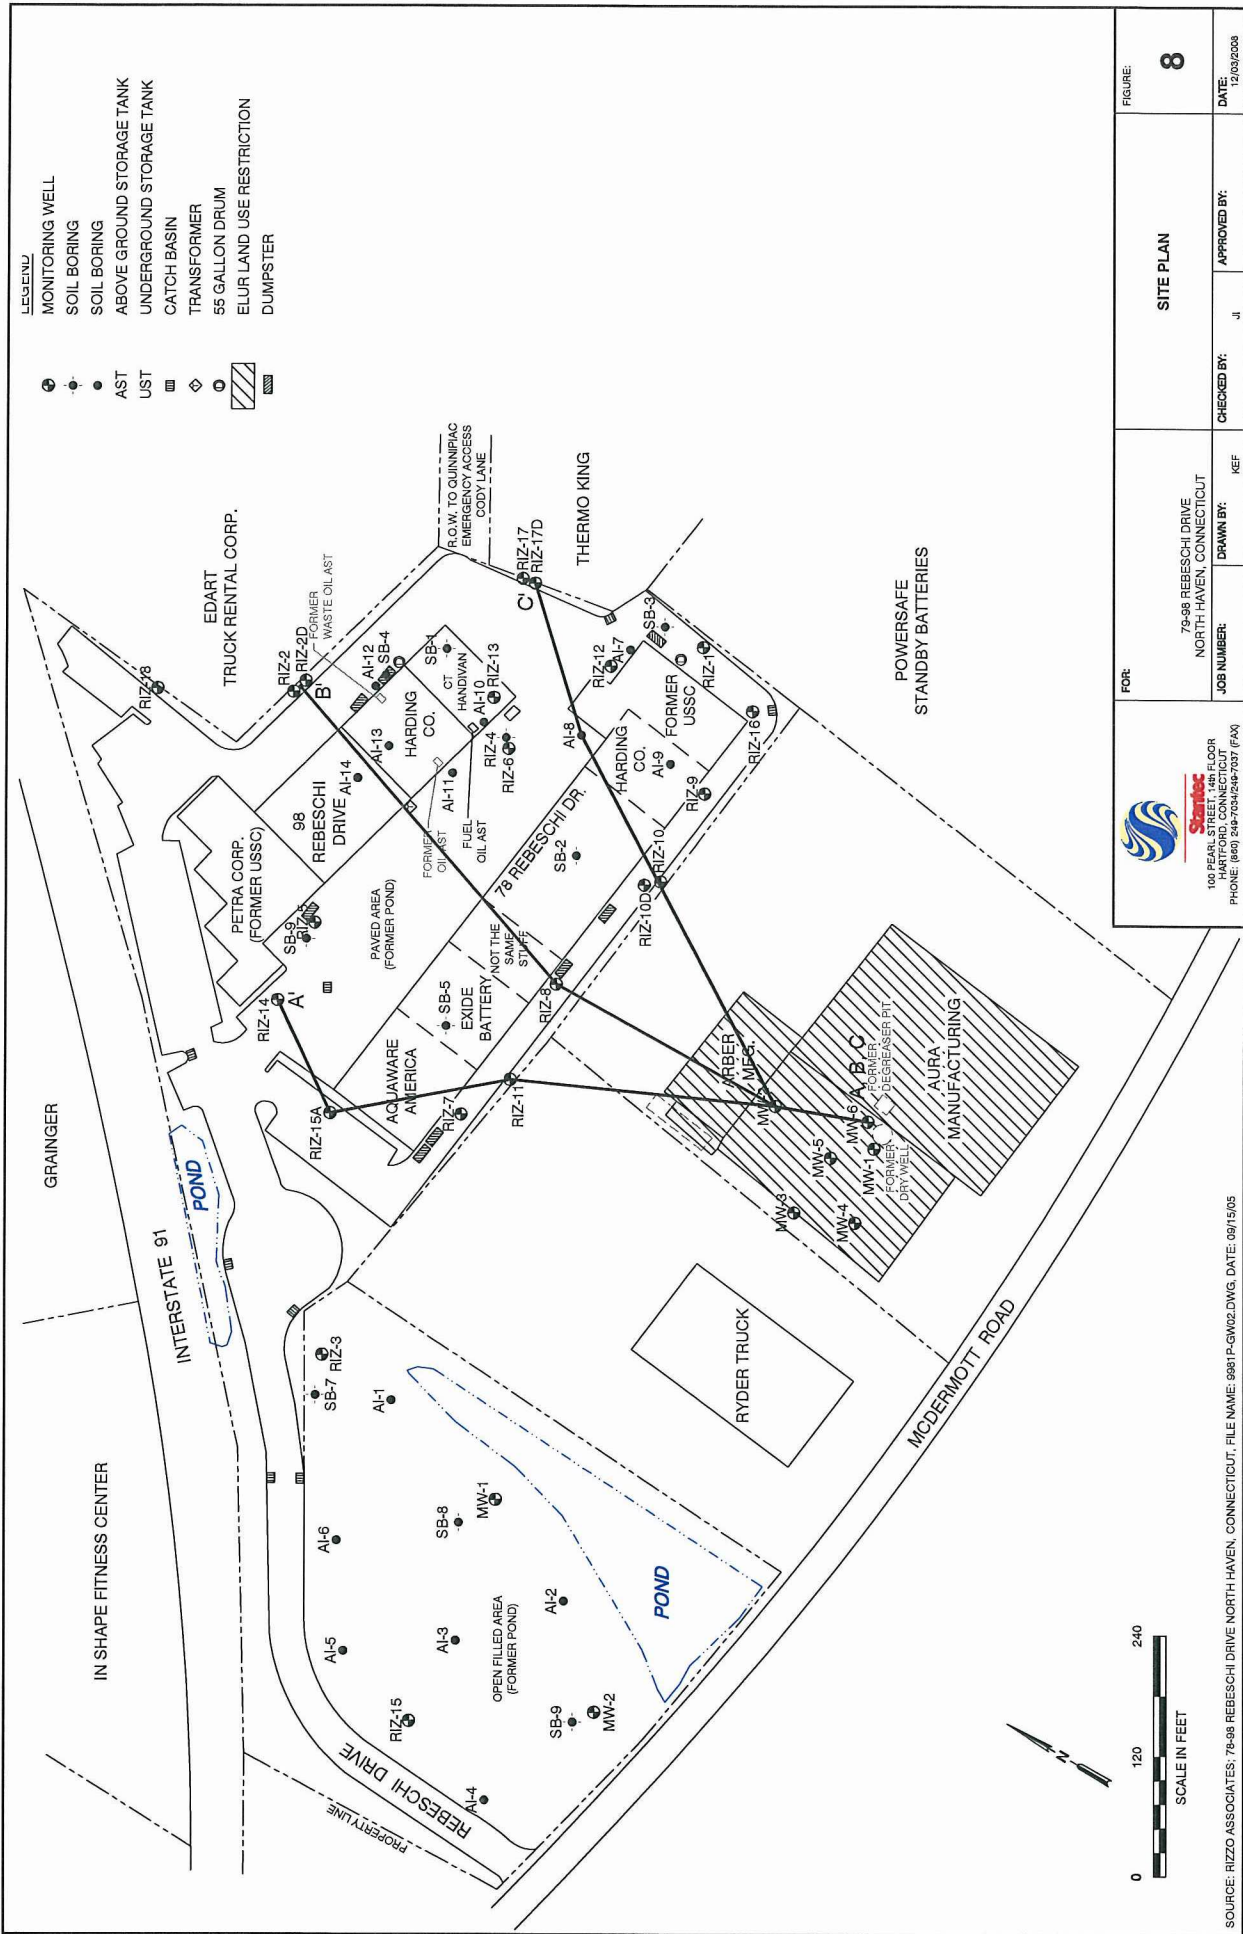 GRAINGER
IN SHAPE FITNESS CENTER
INTERSTATE 91
POND
EDART
TRUCK RENTAL CORP.
RIZ-18
LEGEND
MONITORING WELL
SOIL BORING
SOIL BORING
AST ABOVE GROUND STORAGE TANK
UST UNDERGROUND STORAGE TANK
CATCH BASIN
TRANSFORMER
55 GALLON DRUM
ELUR LAND USE RESTRICTION
DUMPSTER
PETRA CORP.
(FORMER USSC)
RIZ-2
RIZ-2D
B'
FORMER
WASTE OIL AST
98
REBESCHI
DRIVE
AI-14
AI-13
AI-12
SB-4
HARDING
CO.
SB-1
CT
HANDIVAN
AI-10
RIZ-13
RIZ-4
RIZ-6
AI-11
FORMER
OIL AST
FUEL
OIL AST
R.O.W. TO QUINNIPIAC
EMERGENCY ACCESS
CODY LANE
RIZ-17
RIZ-17D
C'
THERMO KING
SB-9
RIZ-5
RIZ-14
A'
PAVED AREA
(FORMER POND)
RIZ-15A
AQUAWARE
AMERICA
SB-5
EXIDE
BATTERY
NOT THE
SAME
STUFF
78 REBESCHI DR.
SB-2
AI-8
HARDING
CO.
AI-9
FORMER
USSC
RIZ-12
AI-7
SB-3
RIZ-1
RIZ-16
RIZ-9
RIZ-10
RIZ-10D
RIZ-8
RIZ-7
RIZ-11
POWERSAFE
STANDBY BATTERIES
ARBER
MFG.
MW-2
A, B, C
FORMER
DEGREASER PIT
MW-6
MW-5
MW-1
FORMER
DRY WELL
MW-3
MW-4
AURA
MANUFACTURING
RYDER TRUCK
MCDERMOTT ROAD
RIZ-3
SB-7
AI-1
AI-6
SB-8
MW-1
AI-5
AI-3
AI-2
OPEN FILLED AREA
(FORMER POND)
POND
RIZ-15
SB-9
MW-2
AI-4
REBESCHI DRIVE
PROPERTY LINE
N
0 120 240
SCALE IN FEET
SOURCE: RIZZO ASSOCIATES; 78-98 REBESCHI DRIVE NORTH HAVEN, CONNECTICUT, FILE NAME: 9981P-GW02.DWG, DATE: 09/15/05
Stantec
100 PEARL STREET, 14th FLOOR
HARTFORD, CONNECTICUT
PHONE: (860) 249-7034/249-7037 (FAX)
FOR:
79-98 REBESCHI DRIVE
NORTH HAVEN, CONNECTICUT
SITE PLAN
FIGURE:
8
JOB NUMBER:
DRAWN BY: KEF
CHECKED BY: JI
APPROVED BY:
DATE: 12/03/2008